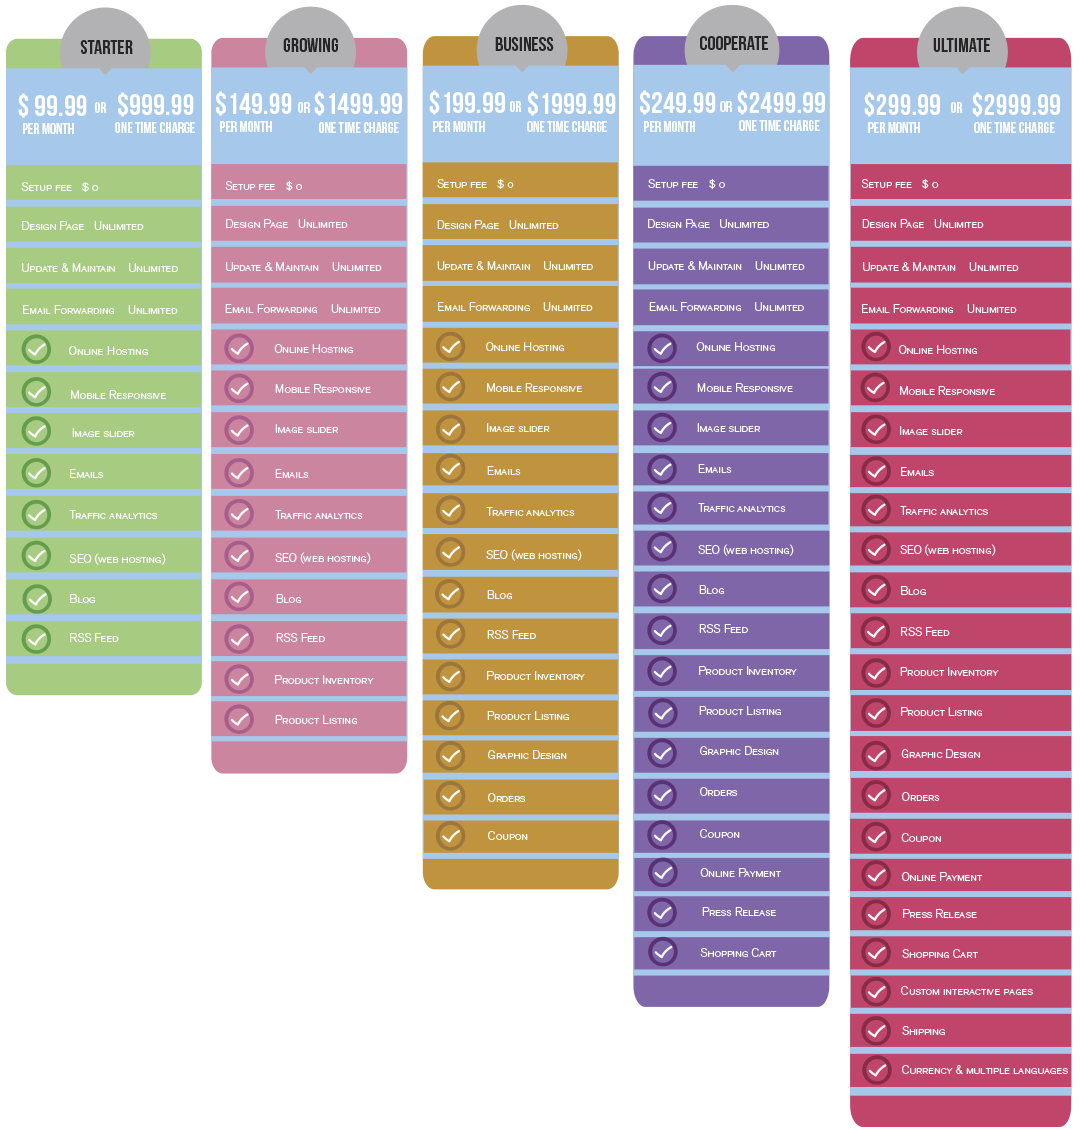 STARTER
$ 99.99 OR $999.99
PER MONTH ONE TIME CHARGE
Setup fee $ 0
Design Page Unlimited
Update & Maintain Unlimited
Email Forwarding Unlimited
Online Hosting
Mobile Responsive
Image slider
Emails
Traffic analytics
SEO (web hosting)
Blog
RSS Feed
GROWING
$149.99 OR $1499.99
PER MONTH ONE TIME CHARGE
Setup fee $ 0
Design Page Unlimited
Update & Maintain Unlimited
Email Forwarding Unlimited
Online Hosting
Mobile Responsive
Image slider
Emails
Traffic analytics
SEO (web hosting)
Blog
RSS Feed
Product Inventory
Product Listing
BUSINESS
$199.99 OR $1999.99
PER MONTH ONE TIME CHARGE
Setup fee $ 0
Design Page Unlimited
Update & Maintain Unlimited
Email Forwarding Unlimited
Online Hosting
Mobile Responsive
Image slider
Emails
Traffic analytics
SEO (web hosting)
Blog
RSS Feed
Product Inventory
Product Listing
Graphic Design
Orders
Coupon
COOPERATE
$249.99 OR $2499.99
PER MONTH ONE TIME CHARGE
Setup fee $ 0
Design Page Unlimited
Update & Maintain Unlimited
Email Forwarding Unlimited
Online Hosting
Mobile Responsive
Image slider
Emails
Traffic analytics
SEO (web hosting)
Blog
RSS Feed
Product Inventory
Product Listing
Graphic Design
Orders
Coupon
Online Payment
Press Release
Shopping Cart
ULTIMATE
$299.99 OR $2999.99
PER MONTH ONE TIME CHARGE
Setup fee $ 0
Design Page Unlimited
Update & Maintain Unlimited
Email Forwarding Unlimited
Online Hosting
Mobile Responsive
Image slider
Emails
Traffic analytics
SEO (web hosting)
Blog
RSS Feed
Product Inventory
Product Listing
Graphic Design
Orders
Coupon
Online Payment
Press Release
Shopping Cart
Custom interactive pages
Shipping
Currency & multiple languages